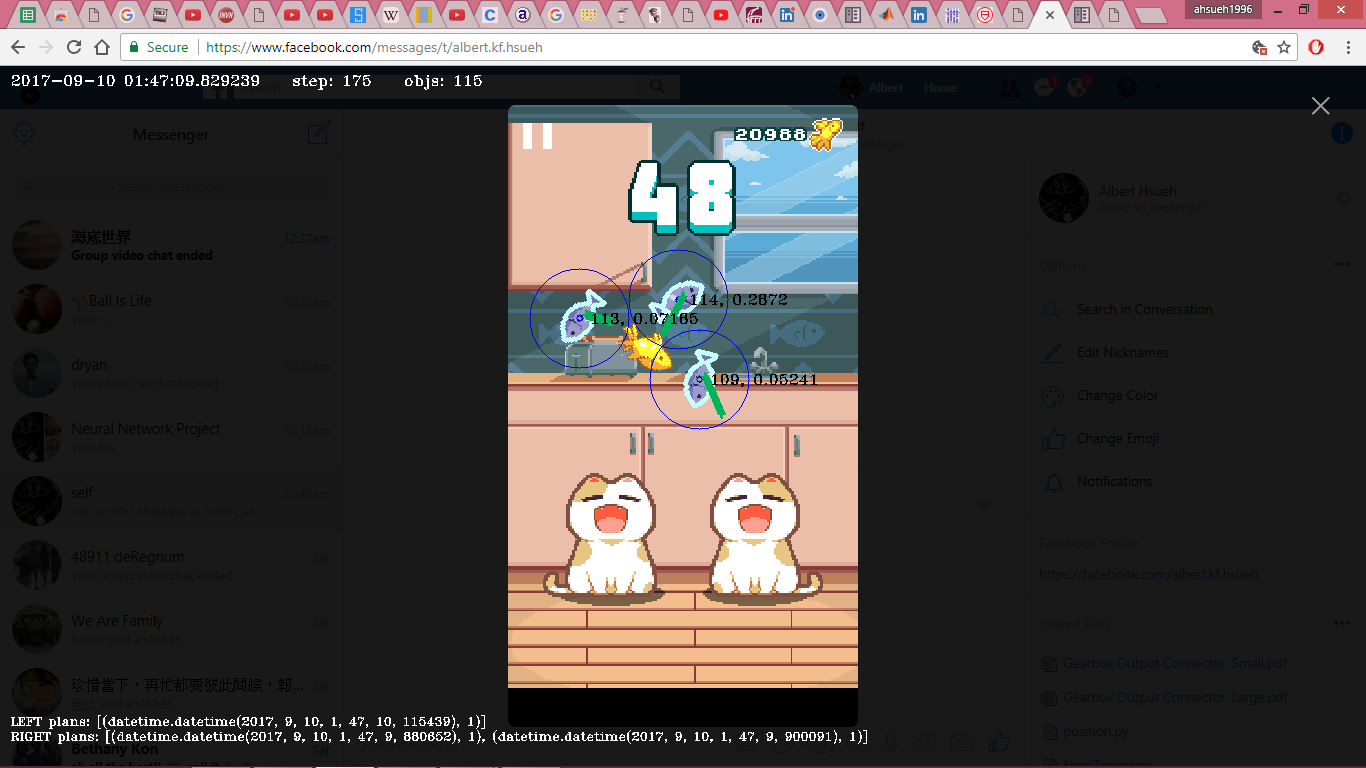 ahsueh1996
Secure https://www.facebook.com/messages/t/albert.kf.hsueh
2017-09-10 01:47:09.829239 step: 175 objs: 115
Search Albert Home
Messenger
Search Messenger
海底世界 12:37am
Group video chat ended
Ball Is Life 12:28am
dryan 12:28am
You: when I am brain dead
Neural Network Project 12:18am
You: thx
self 12:16am
You scored 18 points in Nom Cat.
48911 deRegnum Sat
You: Group video chat ended
We Are Family Sat
Sandy sent a sticker.
珍惜當下，再忙都要彼此問候，報... Sat
Bethany Kon Sat
20988
48
114, 0.2872
113, 0.07185
109, 0.05241
Albert Hsueh
Active on Messenger
Options
Search in Conversation
Edit Nicknames
Change Color
Change Emoji
Notifications
Facebook Profile
https://facebook.com/albert.kf.hsueh
Shared Files
Gearbox Output Connector, Small.pdf
Gearbox Output Connector, Large.pdf
position.py
NomTrainer.py
LEFT plans: [(datetime.datetime(2017, 9, 10, 1, 47, 10, 115439), 1)]
RIGHT plans: [(datetime.datetime(2017, 9, 10, 1, 47, 9, 880652), 1), (datetime.datetime(2017, 9, 10, 1, 47, 9, 900091), 1)]